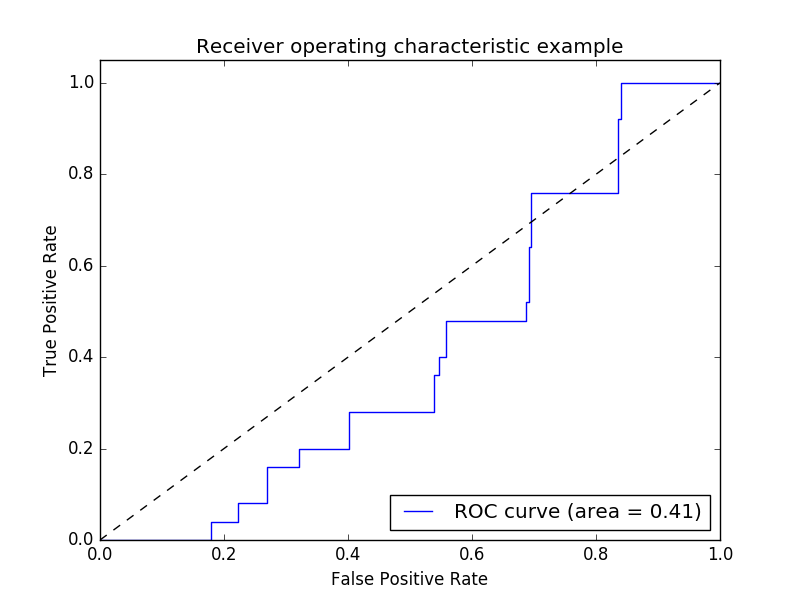 Receiver operating characteristic example
1.0
0.8
0.6
0.4
0.2
0.0
True Positive Rate
ROC curve (area = 0.41)
0.0 0.2 0.4 0.6 0.8 1.0
False Positive Rate